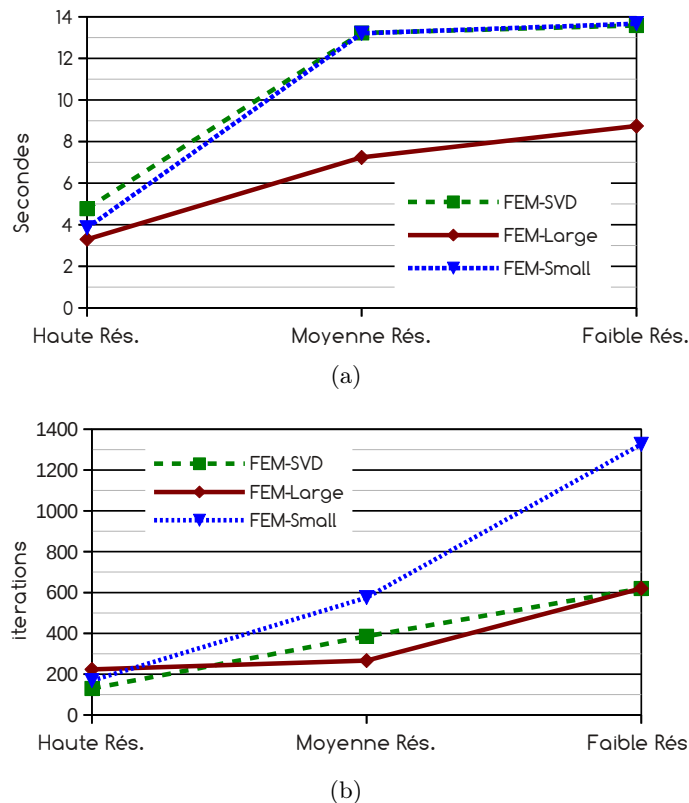 14
12
10
8
6
4
2
0
Secondes
FEM-SVD
FEM-Large
FEM-Small
Haute Rés.
Moyenne Rés.
Faible Rés.
(a)
1400
1200
1000
800
600
400
200
0
iterations
FEM-SVD
FEM-Large
FEM-Small
Haute Rés.
Moyenne Rés.
Faible Rés
(b)